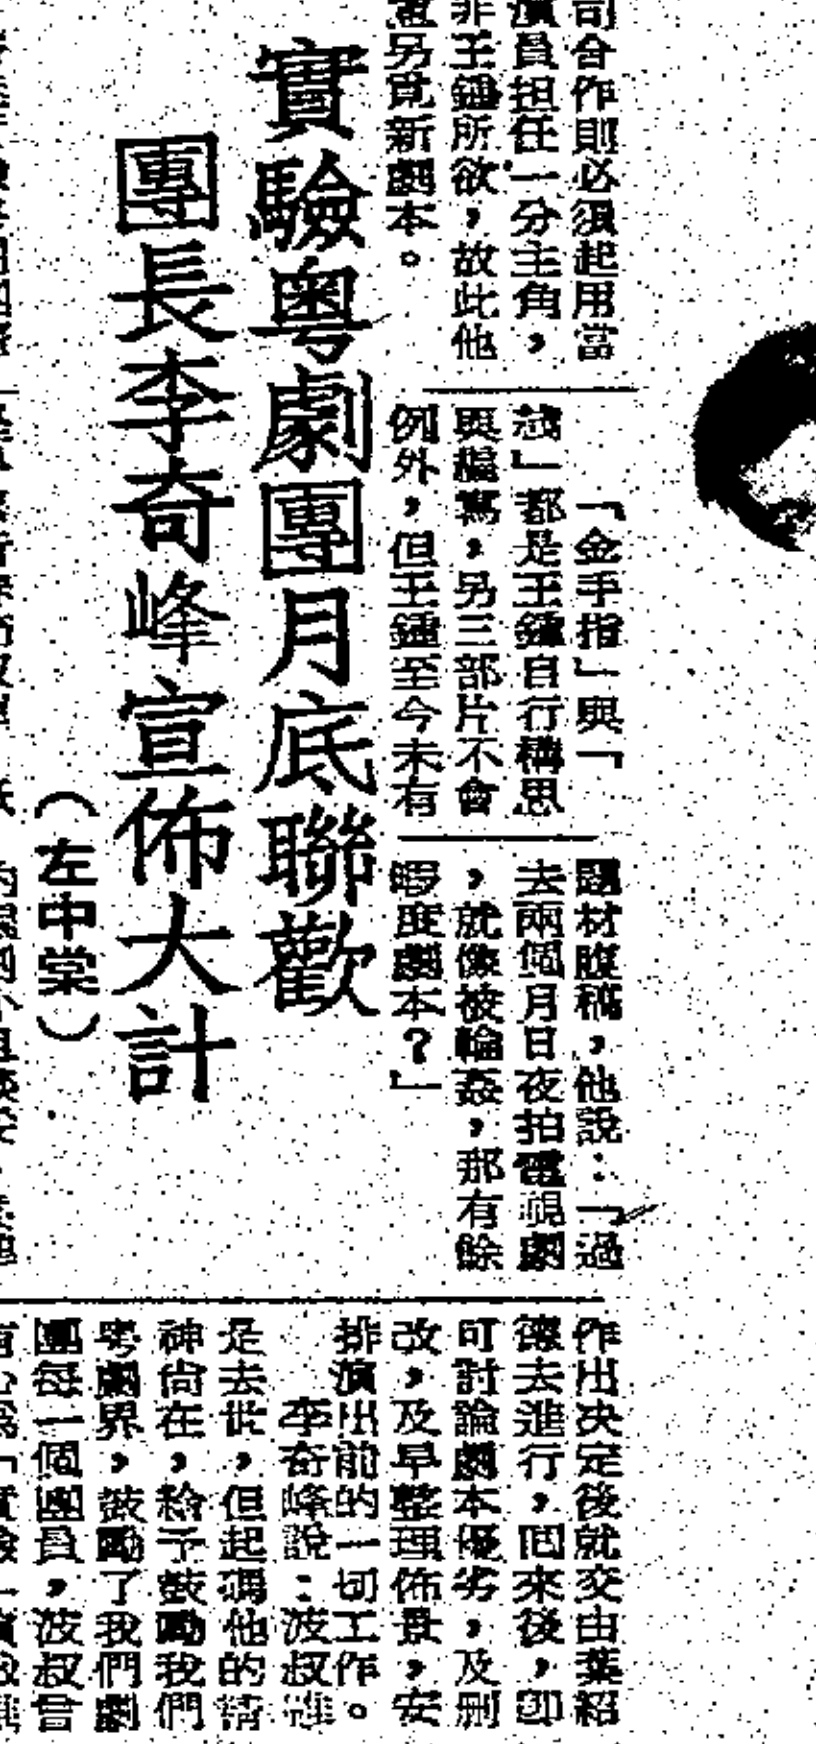 司合作則必須起用當
演員担任一分主角，
非王鍾所欲，故此他
另覓新劇本。
「金手指」與「
」都是王鍾自行構思
與編寫，另三部片不會
例外，但王鍾至今未有
題材腹稿，他說：「過
去兩個月日夜拍電視劇
，就像被輪姦，那有餘
暇度劇本？」
實驗粵劇團月底聯歡
團長李奇峰宣佈大計
（左中棠）
作出決定後就交由葉紹
德去進行，回來後，即
可討論劇本優劣，及刪
改，及早整理佈景，安
排演出前的一切工作。
李奇峰說：波叔雖
是去世，但起碼他的精
神尚在，給予鼓勵我們
粵劇界，鼓勵了我們劇
團每一個團員，波叔曾